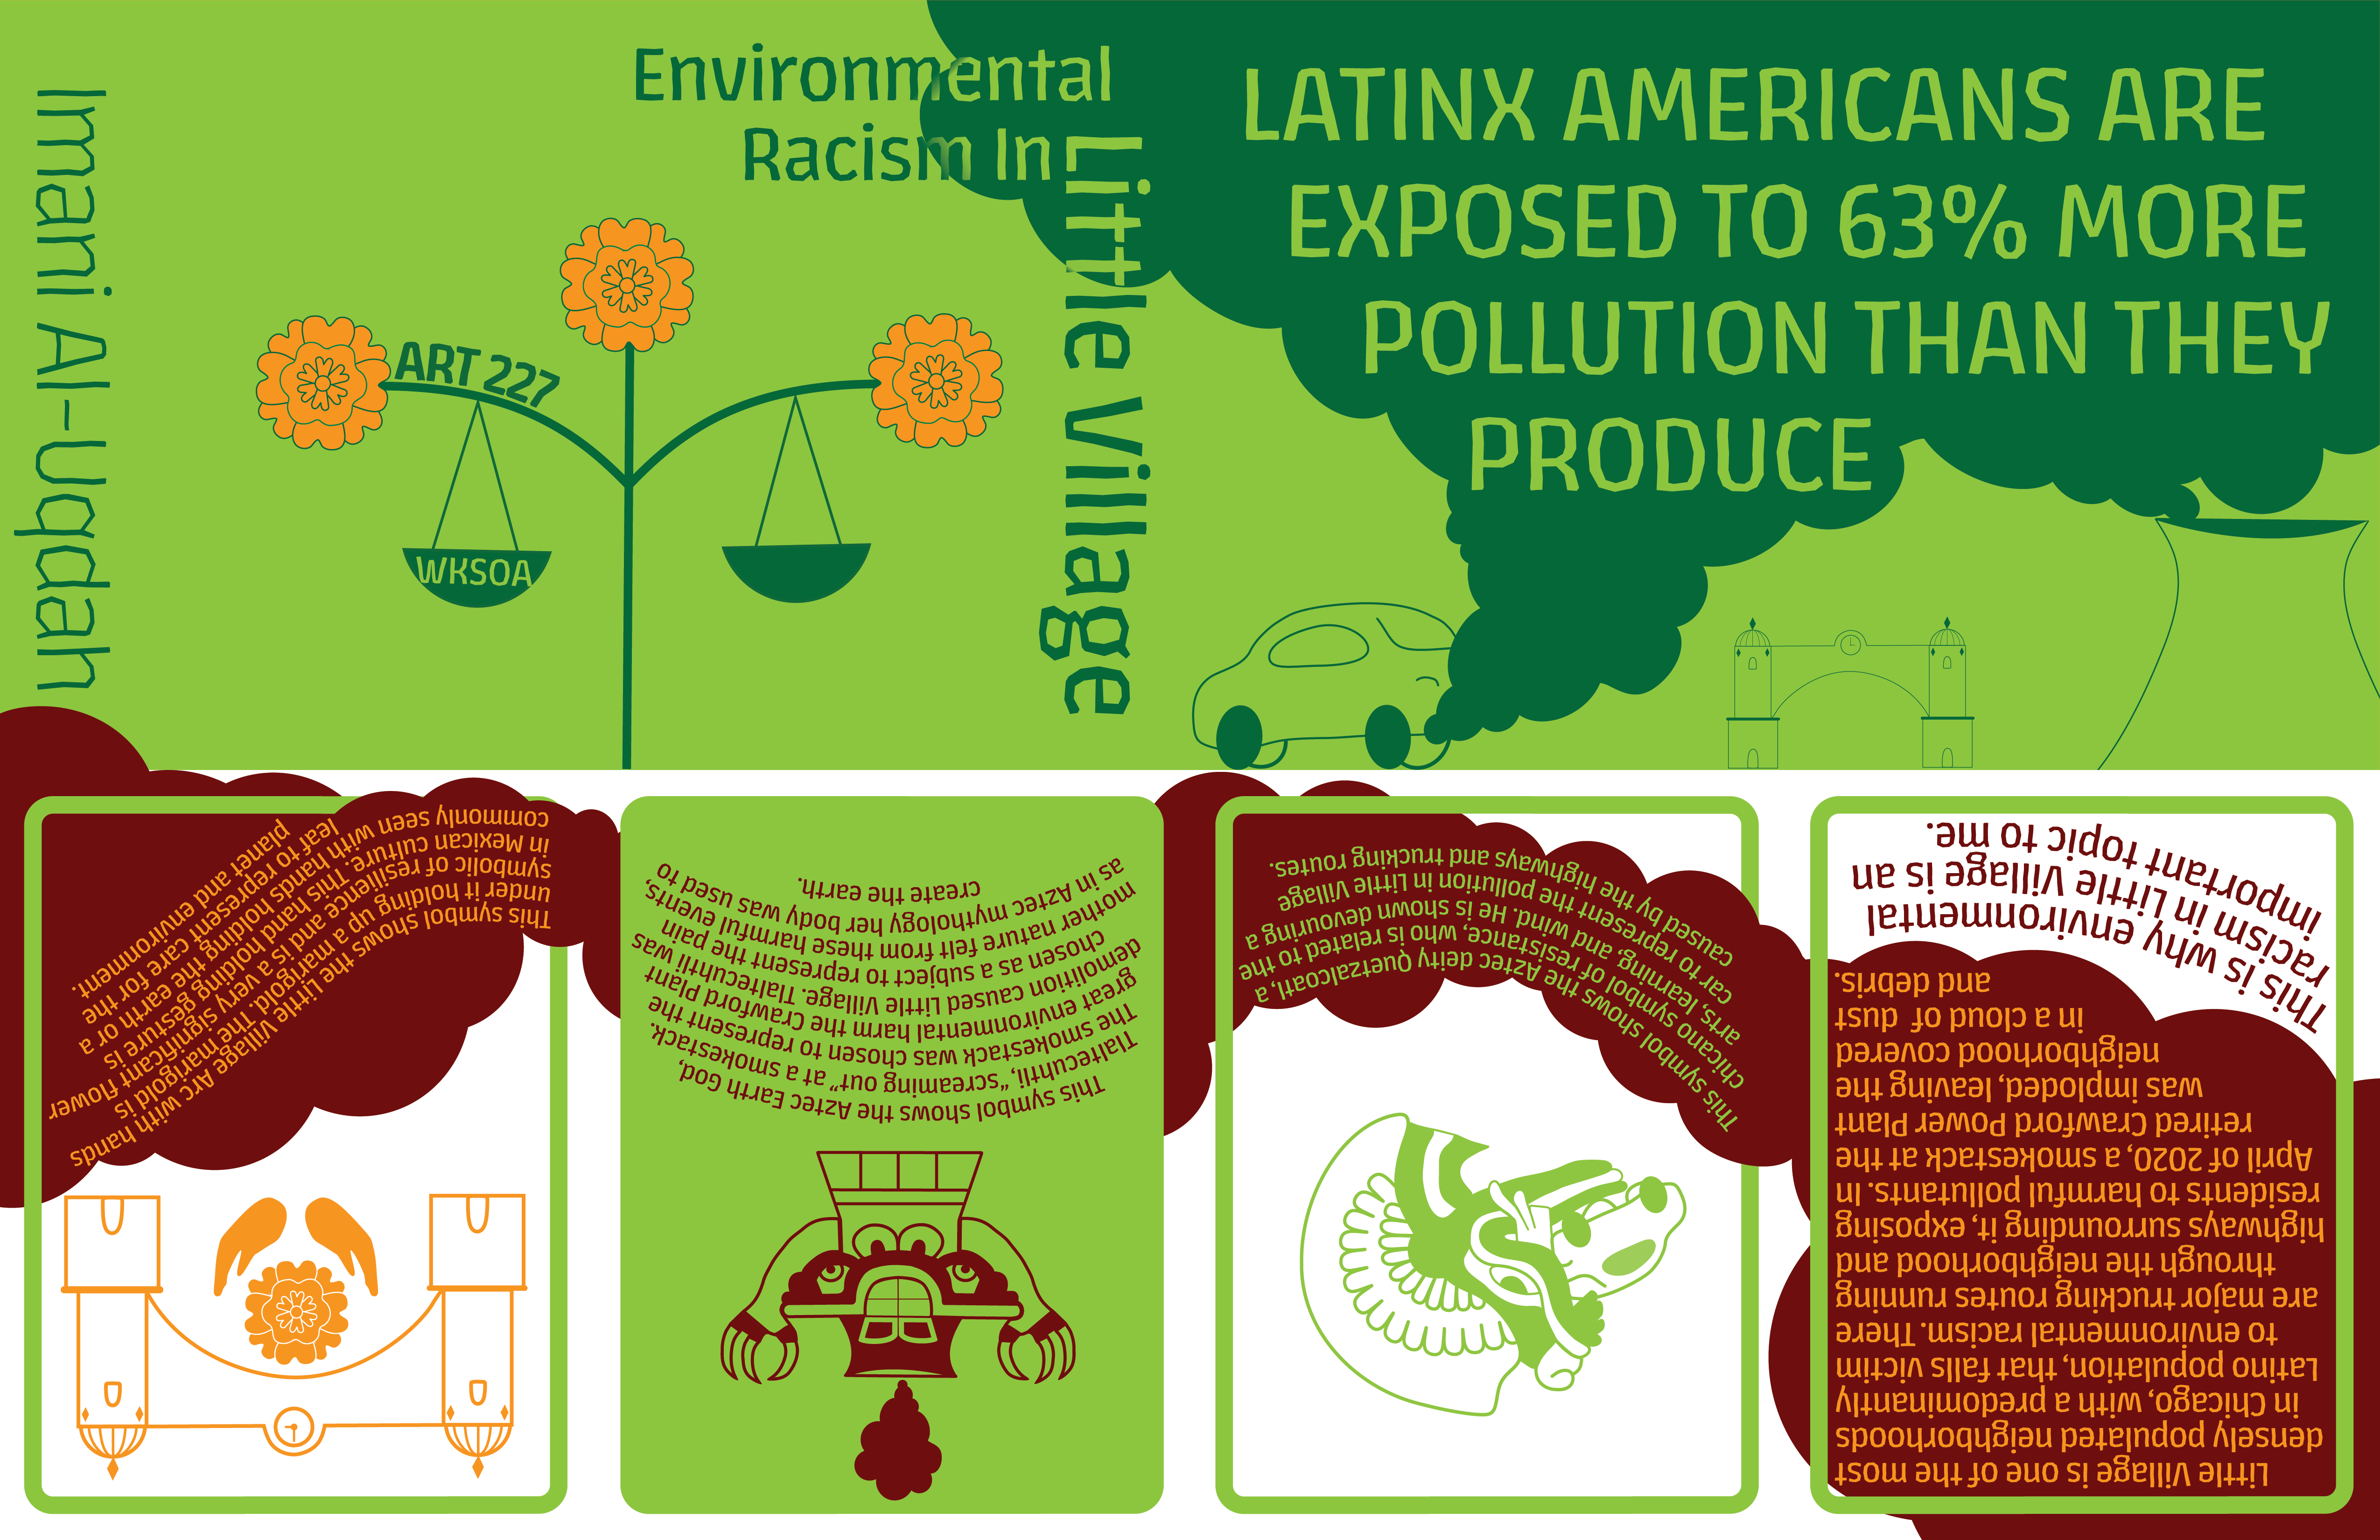 Imani Al-Uqdah
Environmental
Racism In
Little Village
ART 227
WKSOA
LATINX AMERICANS ARE
EXPOSED TO 63% MORE
POLLUTION THAN THEY
PRODUCE
Little Village is one of the most
densely populated neighborhoods
in Chicago, with a predominantly
Latino population, that falls victim
to environmental racism. There
are major trucking routes running
through the neighborhood and
highways surrounding it, exposing
residents to harmful pollutants. In
April of 2020, a smokestack at the
retired Crawford Power Plant
was imploded, leaving the
neighborhood covered
in a cloud of dust
and debris.
This is why environmental
racism in Little Village is an
important topic to me.
This symbol shows the Aztec deity Quetzalcoatl, a
chicano symbol of resistance, who is related to the
arts, learning, and wind. He is shown devouring a
car to represent the pollution in Little Village
caused by the highways and trucking routes.
This symbol shows the Aztec Earth God,
Tlaltecuhtli, “screaming out” at a smokestack.
The smokestack was chosen to represent the
great environmental harm the Crawford Plant
demolition caused Little Village. Tlaltecuhtli was
chosen as a subject to represent the pain
mother nature felt from these harmful events,
as in Aztec mythology her body was used to
create the earth.
This symbol shows the Little Village Arc with hands
under it holding up a marigold. The marigold is
symbolic of resilience and is a very significant flower
in Mexican culture. This hand holding gesture is
commonly seen with hands holding the earth or a
leaf to represent care for the
planet and environment.